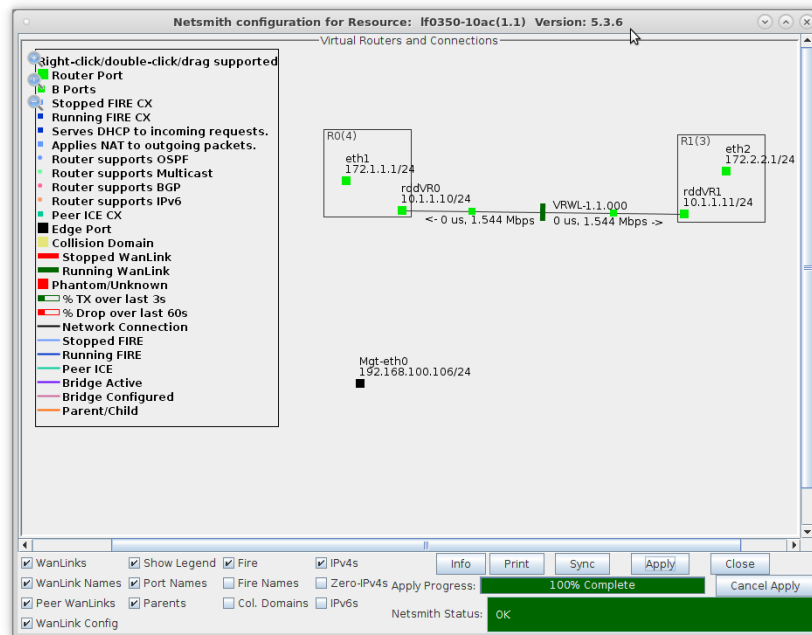 Netsmith configuration for Resource: lf0350-10ac(1.1) Version: 5.3.6
Virtual Routers and Connections
Right-click/double-click/drag supported
Router Port
B Ports
Stopped FIRE CX
Running FIRE CX
Serves DHCP to incoming requests.
Applies NAT to outgoing packets.
Router supports OSPF
Router supports Multicast
Router supports BGP
Router supports IPv6
Peer ICE CX
Edge Port
Collision Domain
Stopped WanLink
Running WanLink
Phantom/Unknown
% TX over last 3s
% Drop over last 60s
Network Connection
Stopped FIRE
Running FIRE
Peer ICE
Bridge Active
Bridge Configured
Parent/Child
R0(4)
eth1
172.1.1.1/24
rddVR0
10.1.1.10/24
<- 0 us, 1.544 Mbps
VRWL-1.1.000
0 us, 1.544 Mbps ->
R1(3)
eth2
172.2.2.1/24
rddVR1
10.1.1.11/24
Mgt-eth0
192.168.100.106/24
WanLinks Show Legend Fire IPv4s Info Print Sync Apply Close
WanLink Names Port Names Fire Names Zero-IPv4s Apply Progress: 100% Complete Cancel Apply
Peer WanLinks Parents Col. Domains IPv6s Netsmith Status: OK
WanLink Config